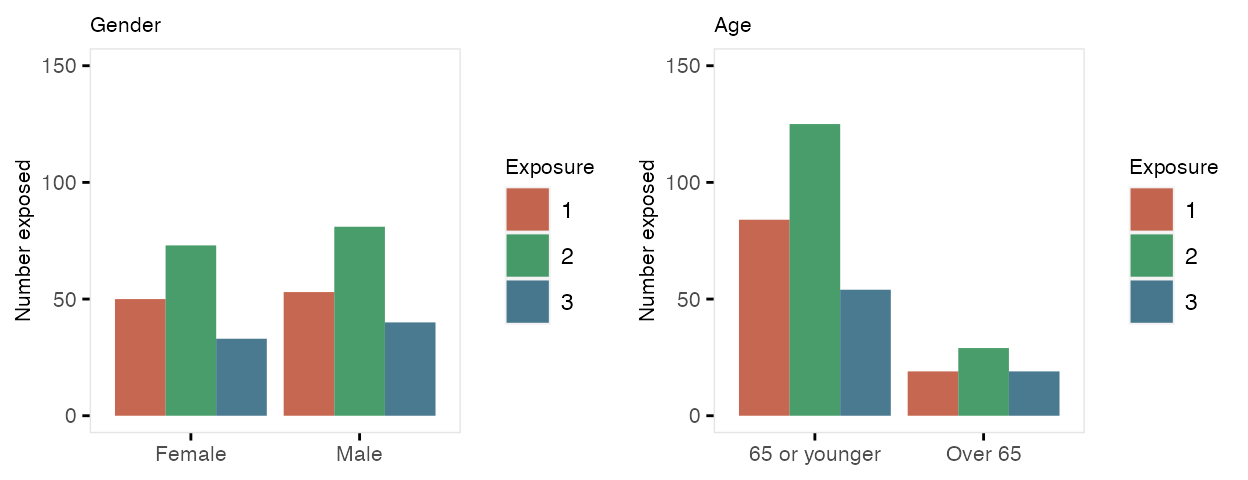 Gender
150
100
50
0
Number exposed
Female Male
Exposure
1
2
3
Age
150
100
50
0
Number exposed
65 or younger Over 65
Exposure
1
2
3